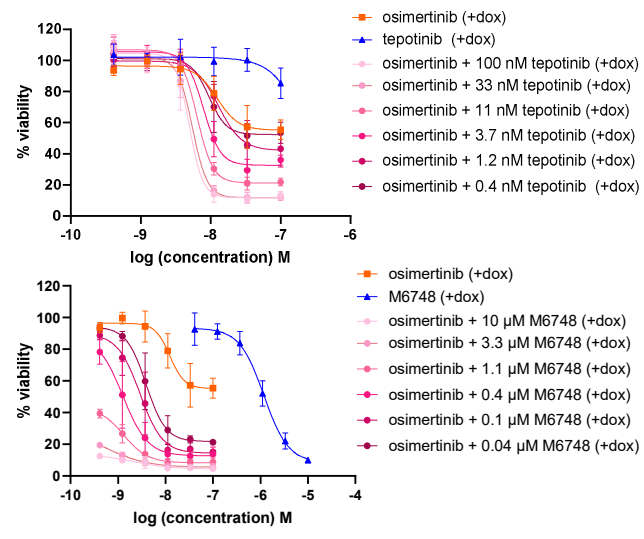 osimertinib (+dox)
tepotinib (+dox)
osimertinib + 100 nM tepotinib (+dox)
osimertinib + 33 nM tepotinib (+dox)
osimertinib + 11 nM tepotinib (+dox)
osimertinib + 3.7 nM tepotinib (+dox)
osimertinib + 1.2 nM tepotinib (+dox)
osimertinib + 0.4 nM tepotinib (+dox)
% viability
120
100
80
60
40
20
0
-10
-9
-8
-7
-6
log (concentration) M
osimertinib (+dox)
M6748 (+dox)
osimertinib + 10 µM M6748 (+dox)
osimertinib + 3.3 µM M6748 (+dox)
osimertinib + 1.1 µM M6748 (+dox)
osimertinib + 0.4 µM M6748 (+dox)
osimertinib + 0.1 µM M6748 (+dox)
osimertinib + 0.04 µM M6748 (+dox)
% viability
120
100
80
60
40
20
0
-10
-9
-8
-7
-6
-5
-4
log (concentration) M